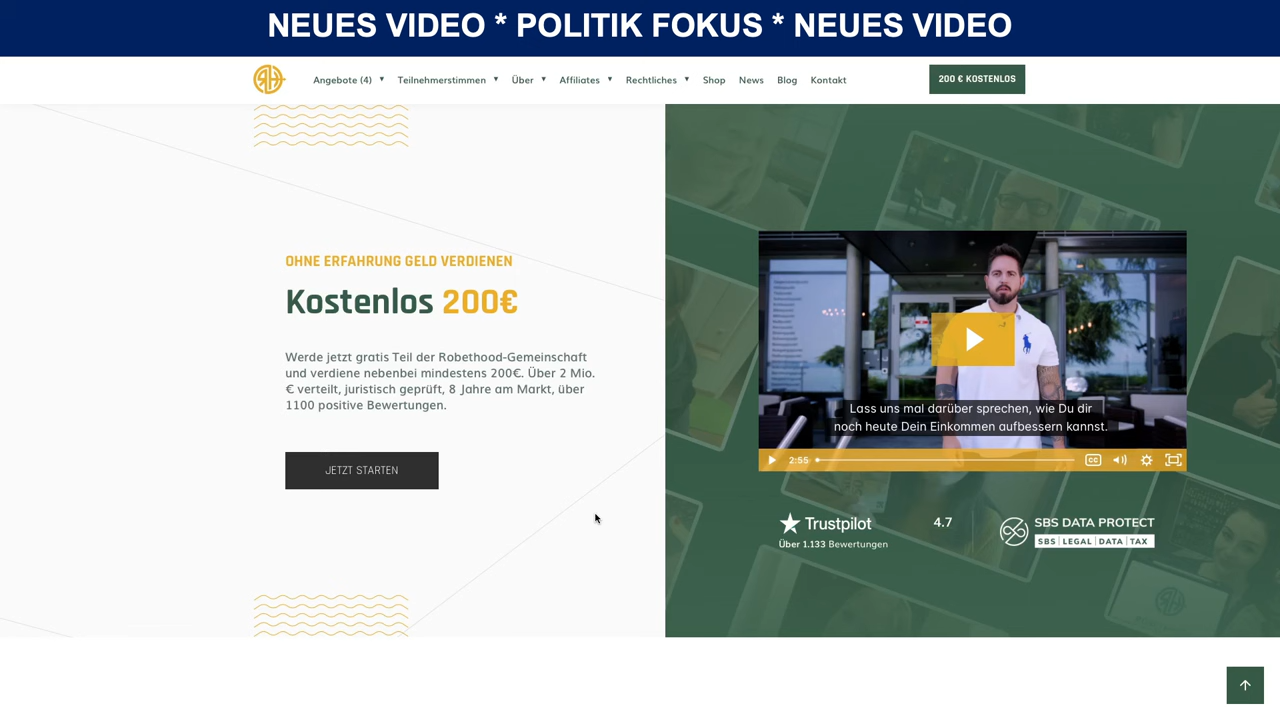 NEUES VIDEO * POLITIK FOKUS * NEUES VIDEO
Angebote (4) Teilnehmerstimmen Über Affiliates Rechtliches Shop News Blog Kontakt
200 € KOSTENLOS
OHNE ERFAHRUNG GELD VERDIENEN
Kostenlos 200€
Werde jetzt gratis Teil der Robethood-Gemeinschaft
und verdiene nebenbei mindestens 200€. Über 2 Mio.
€ verteilt, juristisch geprüft, 8 Jahre am Markt, über
1100 positive Bewertungen.
JETZT STARTEN
Lass uns mal darüber sprechen, wie Du dir
noch heute Dein Einkommen aufbessern kannst.
2:55
CC
Trustpilot
Über 1.133 Bewertungen
4.7
SBS DATA PROTECT
SBS LEGAL DATA TAX